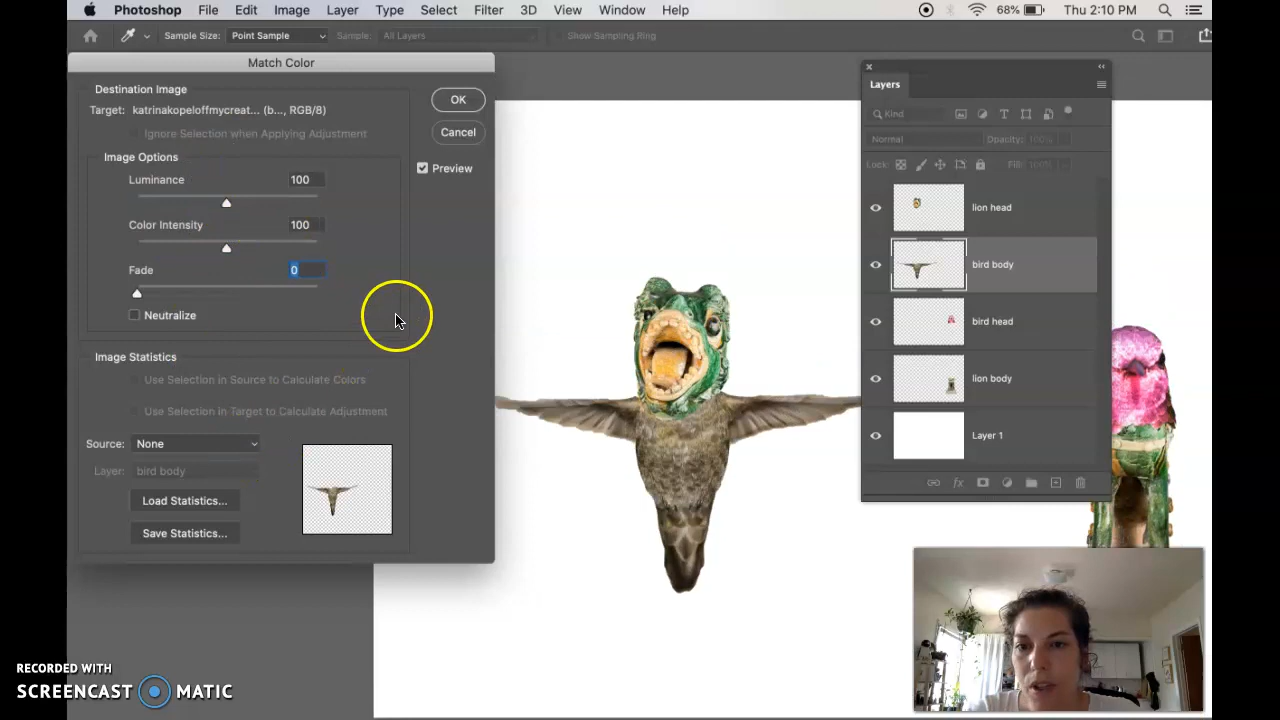 Photoshop File Edit Image Layer Type Select Filter 3D View Window Help 68% Thu 2:10 PM
Sample Size: Point Sample Sample: All Layers Show Sampling Ring
Match Color
Destination Image
Target: katrinakopeloffmycreat... (b..., RGB/8)
Ignore Selection when Applying Adjustment
Image Options
Luminance 100
Color Intensity 100
Fade 0
Neutralize
Image Statistics
Use Selection in Source to Calculate Colors
Use Selection in Target to Calculate Adjustment
Source: None
Layer: bird body
Load Statistics...
Save Statistics...
OK
Cancel
Preview
Layers
Kind
Normal Opacity: 100%
Lock: Fill: 100%
lion head
bird body
bird head
lion body
Layer 1
fx
RECORDED WITH
SCREENCAST MATIC